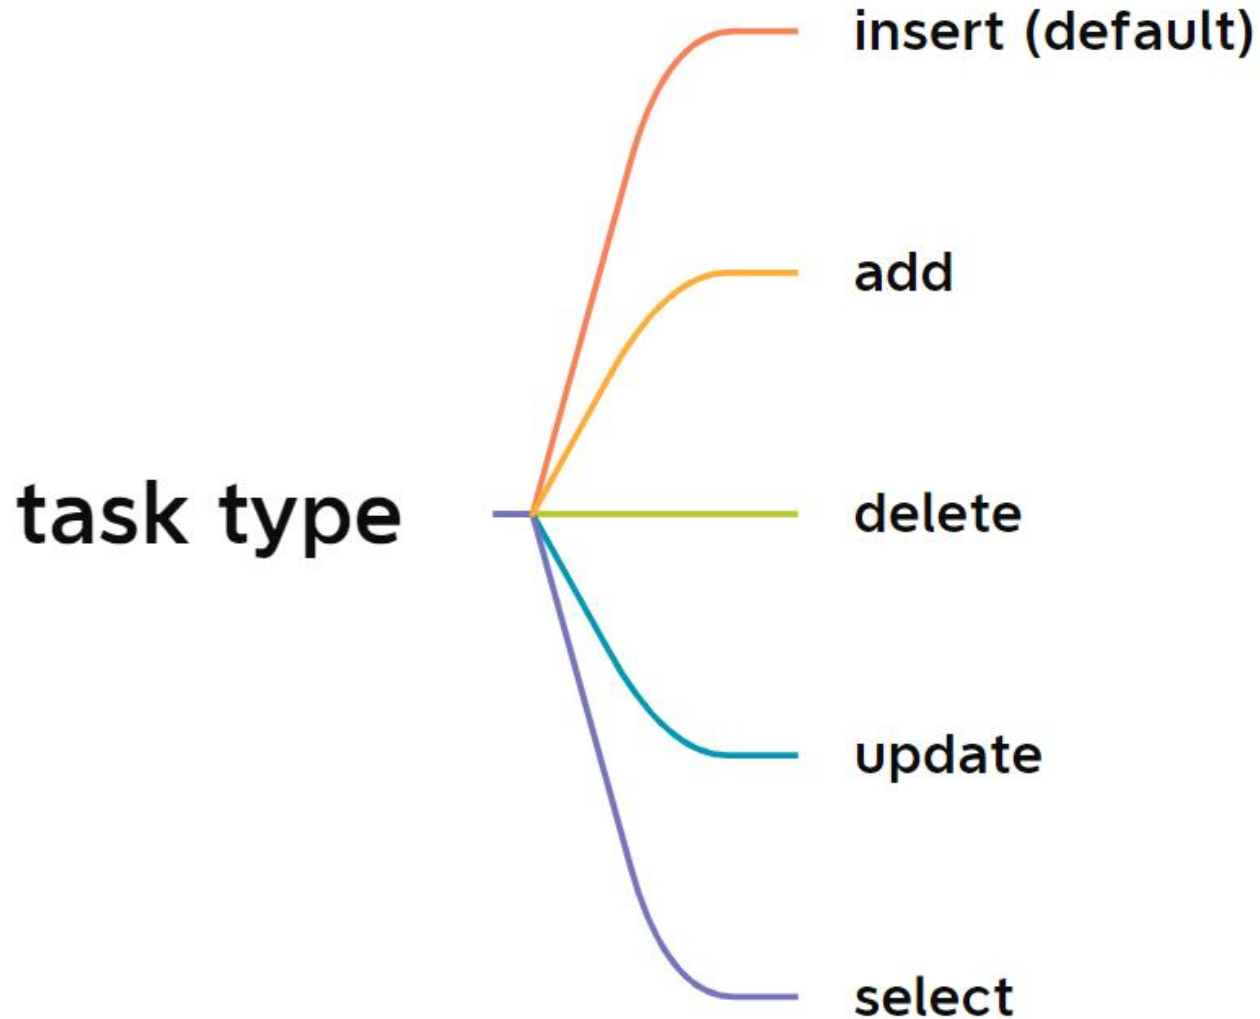 insert (default)
add
task type
delete
update
select